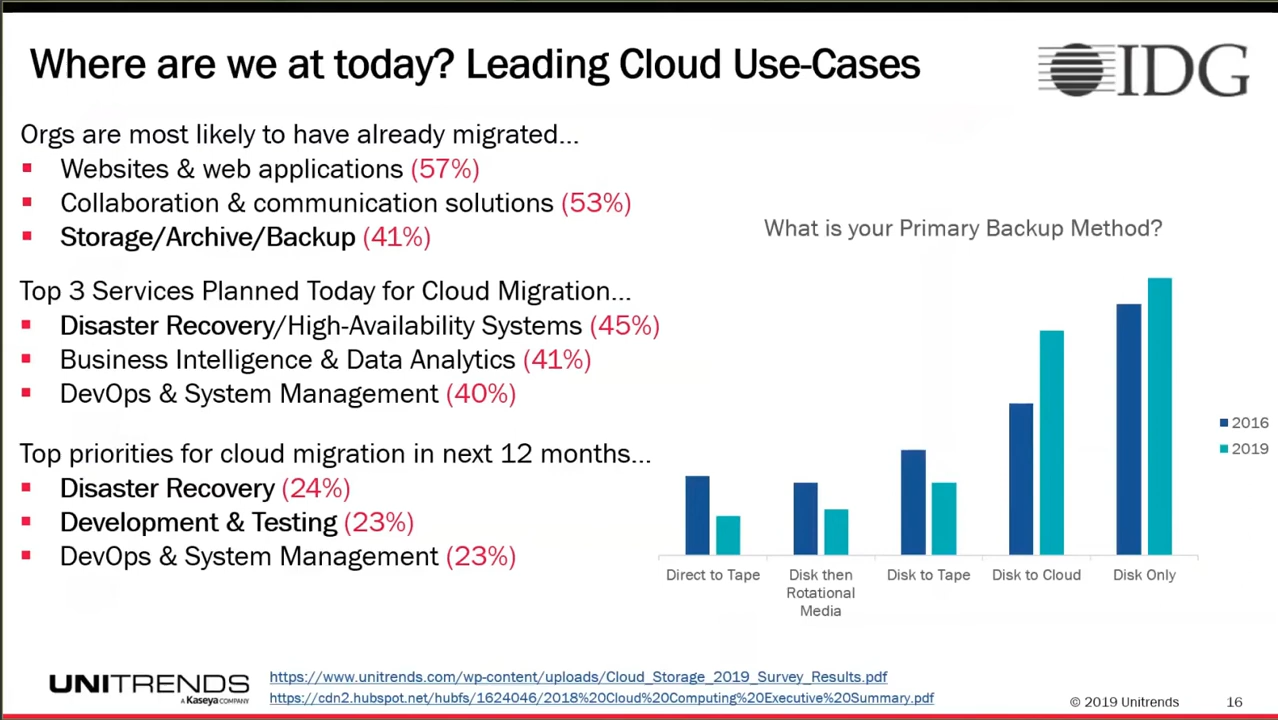 Where are we at today? Leading Cloud Use-Cases
IDG
Orgs are most likely to have already migrated...
▪ Websites & web applications (57%)
▪ Collaboration & communication solutions (53%)
▪ Storage/Archive/Backup (41%)
Top 3 Services Planned Today for Cloud Migration...
▪ Disaster Recovery/High-Availability Systems (45%)
▪ Business Intelligence & Data Analytics (41%)
▪ DevOps & System Management (40%)
Top priorities for cloud migration in next 12 months...
▪ Disaster Recovery (24%)
▪ Development & Testing (23%)
▪ DevOps & System Management (23%)
What is your Primary Backup Method?
2016
2019
Direct to Tape
Disk then
Rotational
Media
Disk to Tape
Disk to Cloud
Disk Only
UNITRENDS
A Kaseya COMPANY
https://www.unitrends.com/wp-content/uploads/Cloud_Storage_2019_Survey_Results.pdf
https://cdn2.hubspot.net/hubfs/1624046/2018%20Cloud%20Computing%20Executive%20Summary.pdf
© 2019 Unitrends
16